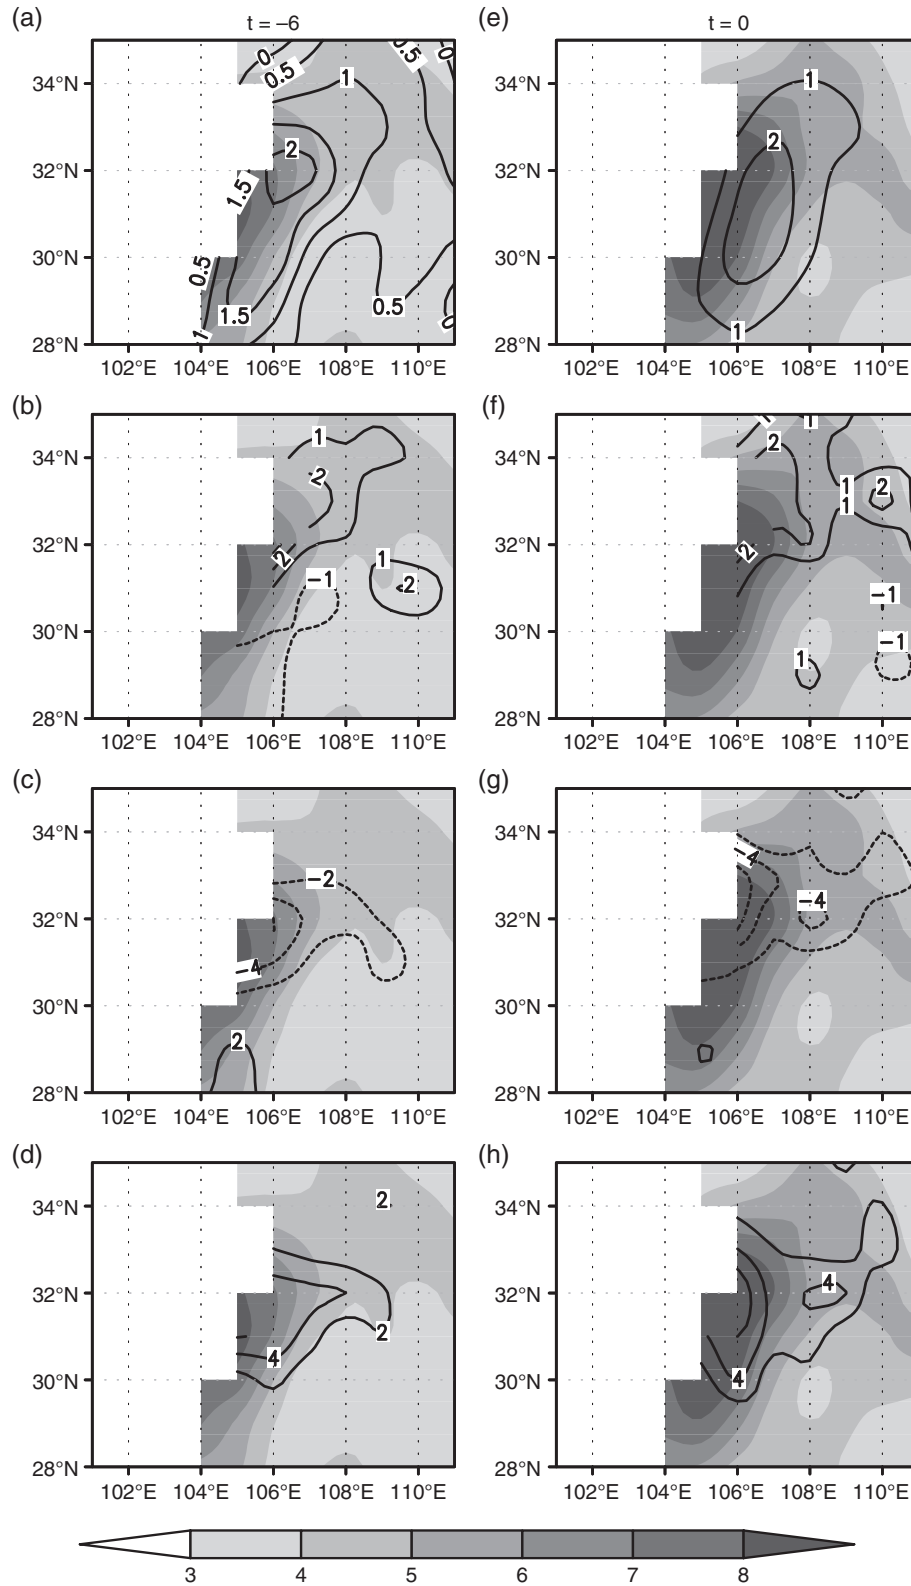 (a) t = –6 (e) t = 0
0 0.5 0.5 0
34°N 1 34°N 1
32°N 2 32°N 2
1.5
30°N 0.5 30°N
1.5 0.5 0
28°N 1 28°N 1
102°E 104°E 106°E 108°E 110°E 102°E 104°E 106°E 108°E 110°E
(b) (f)
34°N 1 34°N 1 2 1
2 1 2
1
32°N 2 1 32°N 2
–1 2 –1
30°N 30°N –1
1
28°N 28°N
102°E 104°E 106°E 108°E 110°E 102°E 104°E 106°E 108°E 110°E
(c) (g)
34°N 34°N
–2 –4
32°N 32°N –4
–4
30°N 30°N
2
28°N 28°N
102°E 104°E 106°E 108°E 110°E 102°E 104°E 106°E 108°E 110°E
(d) (h)
34°N 2 34°N
32°N 32°N 4
2
4
30°N 30°N 4
28°N 28°N
102°E 104°E 106°E 108°E 110°E 102°E 104°E 106°E 108°E 110°E
3 4 5 6 7 8